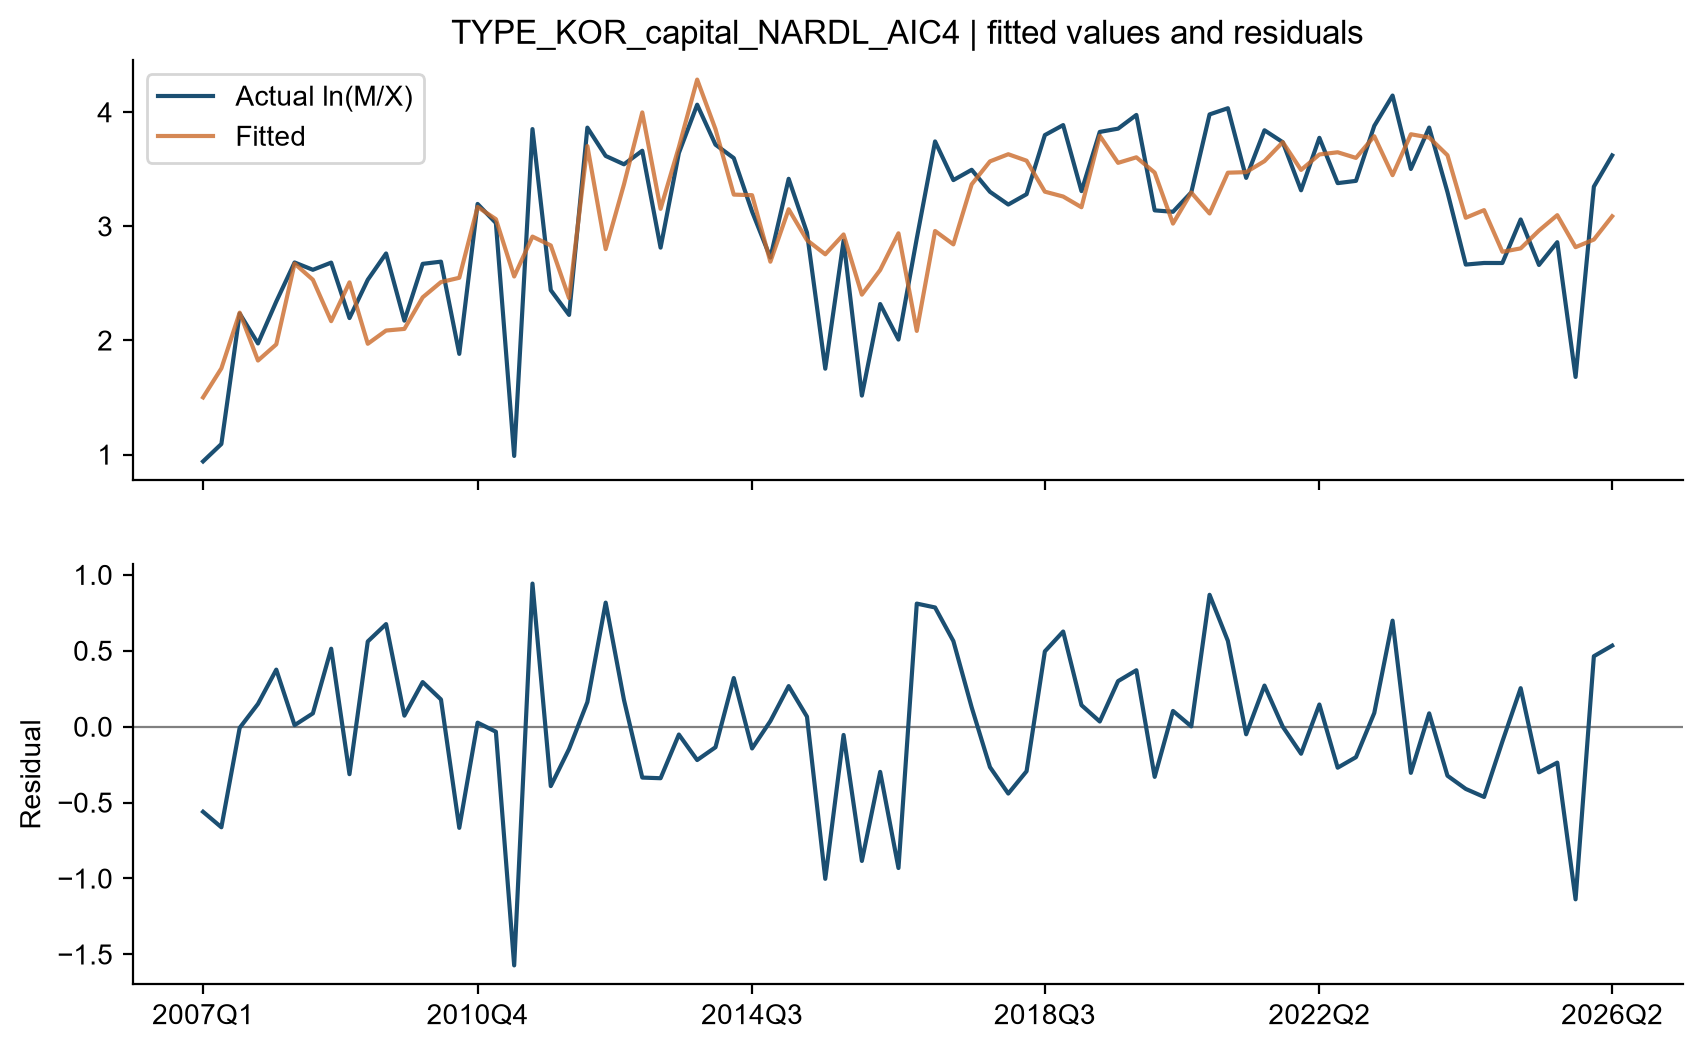 TYPE_KOR_capital_NARDL_AIC4 | fitted values and residuals
Actual ln(M/X)
Fitted
4
3
2
1
1.0
0.5
0.0
−0.5
−1.0
−1.5
Residual
2007Q1
2010Q4
2014Q3
2018Q3
2022Q2
2026Q2